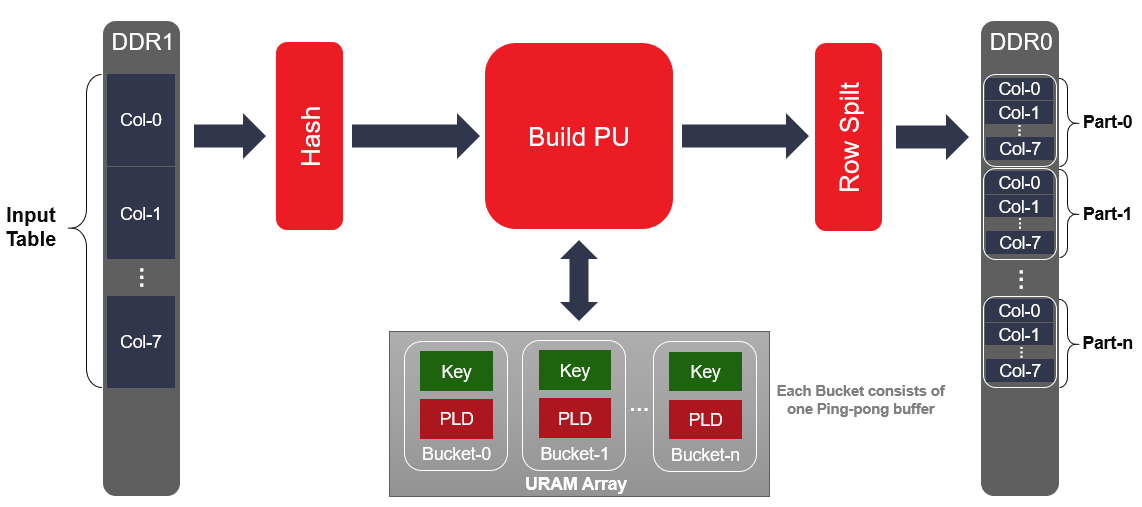 DDR1
Col-0
Col-1
Col-7
Input
Table
Hash
Build PU
Row Spilt
DDR0
Col-0
Col-1
Col-7
Part-0
Col-0
Col-1
Col-7
Part-1
Col-0
Col-1
Col-7
Part-n
Key
PLD
Bucket-0
Key
PLD
Bucket-1
...
Key
PLD
Bucket-n
URAM Array
Each Bucket consists of
one Ping-pong buffer